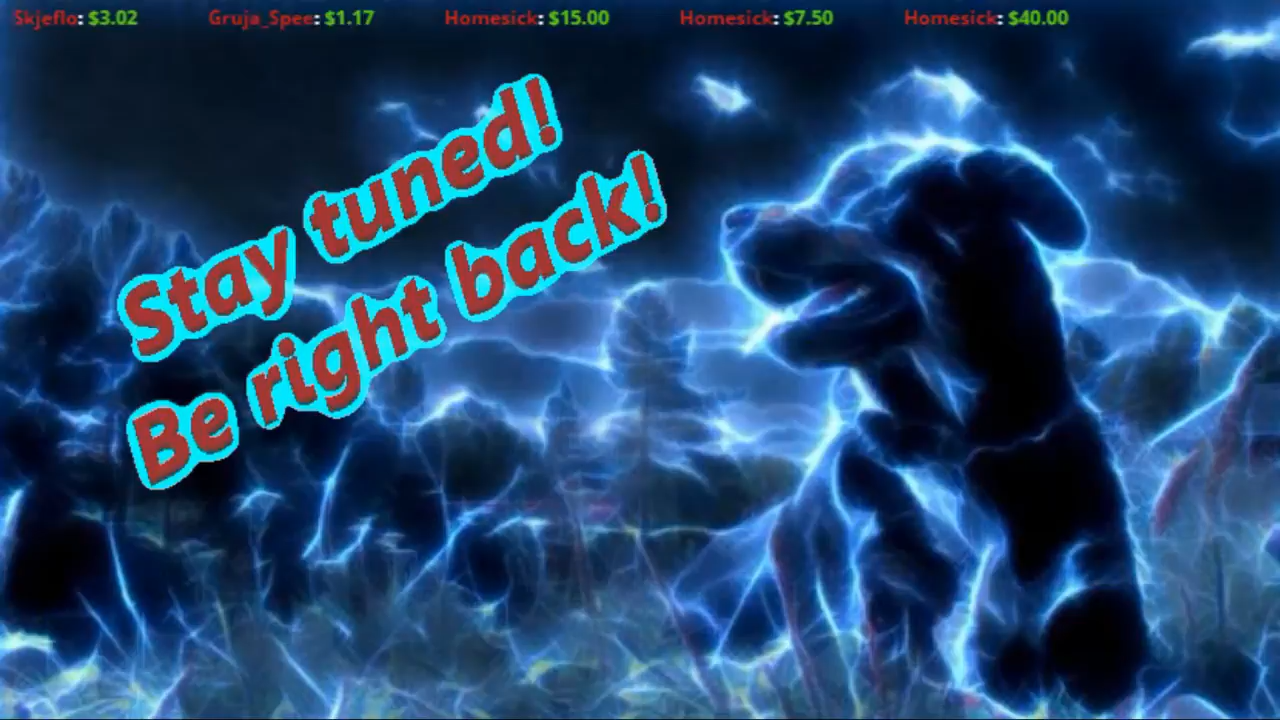 Skjeflo: $3.02 Gruja_Spee: $1.17 Homesick: $15.00 Homesick: $7.50 Homesick: $40.00
Stay tuned!
Be right back!